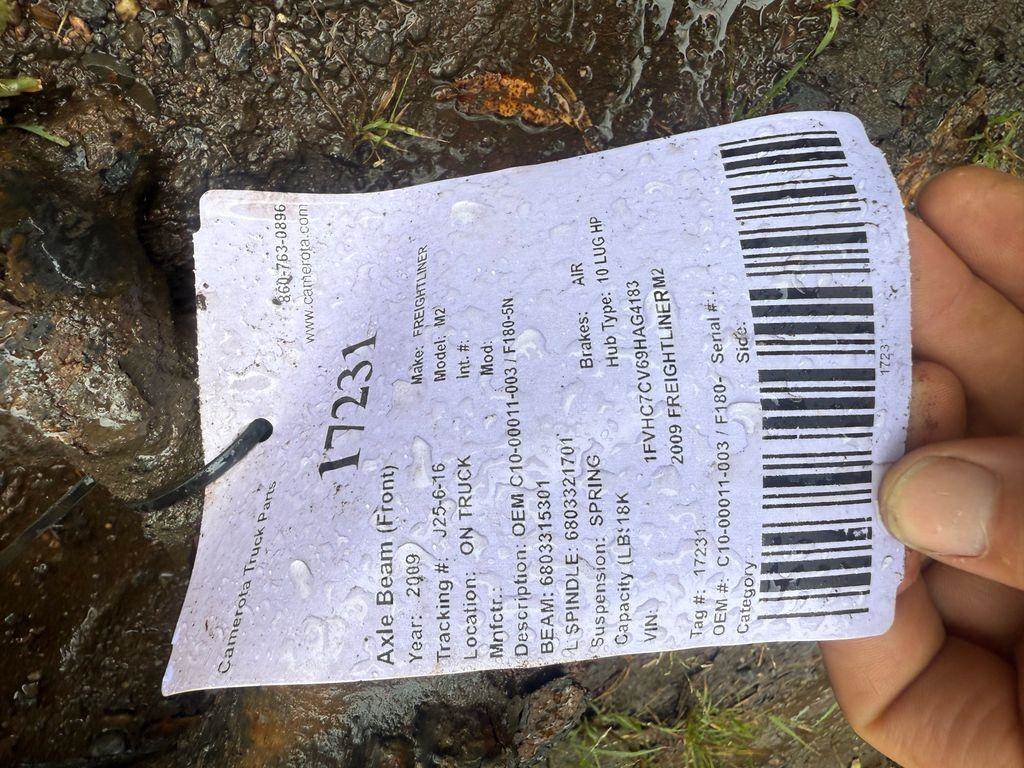 Camerota Truck Parts
860-763-0896
www.camerota.com
17231
Axle Beam (Front)
Year: 2009 Make: FREIGHTLINER
Tracking #: J25-6-16 Model: M2
Location: ON TRUCK Int. #:
Mnfctr.: Mod:
Description: OEM C10-00011-003 / F180-5N
BEAM: 6803315301
L SPINDLE: 6803321701
Suspension: SPRING Brakes: AIR
Capacity (LB: 18K Hub Type: 10 LUG HP
VIN: 1FVHC7CV69HAG4183
2009 FREIGHTLINER M2
Tag#: 17231
OEM #: C10-00011-003 / F180- Serial #:
Category Side:
17231